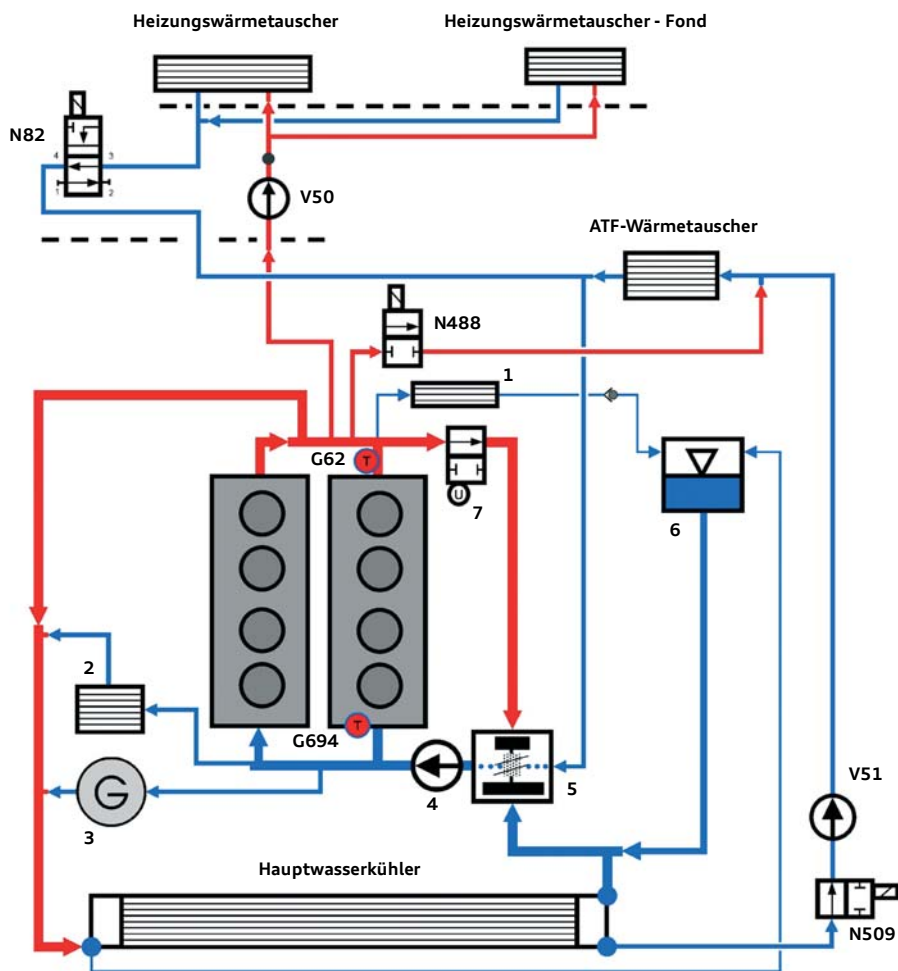 Heizungswärmetauscher
Heizungswärmetauscher - Fond
N82
4
3
1
2
V50
ATF-Wärmetauscher
N488
1
G62
T
U
7
6
2
G694
T
4
5
G
3
V51
Hauptwasserkühler
N509